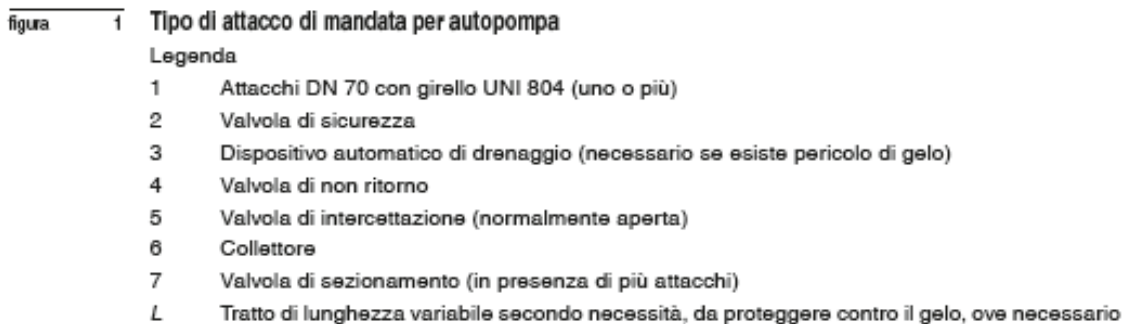 figura 1 Tipo di attacco di mandata per autopompa
Legenda
1 Attacchi DN 70 con girello UNI 804 (uno o più)
2 Valvola di sicurezza
3 Dispositivo automatico di drenaggio (necessario se esiste pericolo di gelo)
4 Valvola di non ritorno
5 Valvola di intercettazione (normalmente aperta)
6 Collettore
7 Valvola di sezionamento (in presenza di più attacchi)
L Tratto di lunghezza variabile secondo necessità, da proteggere contro il gelo, ove necessario